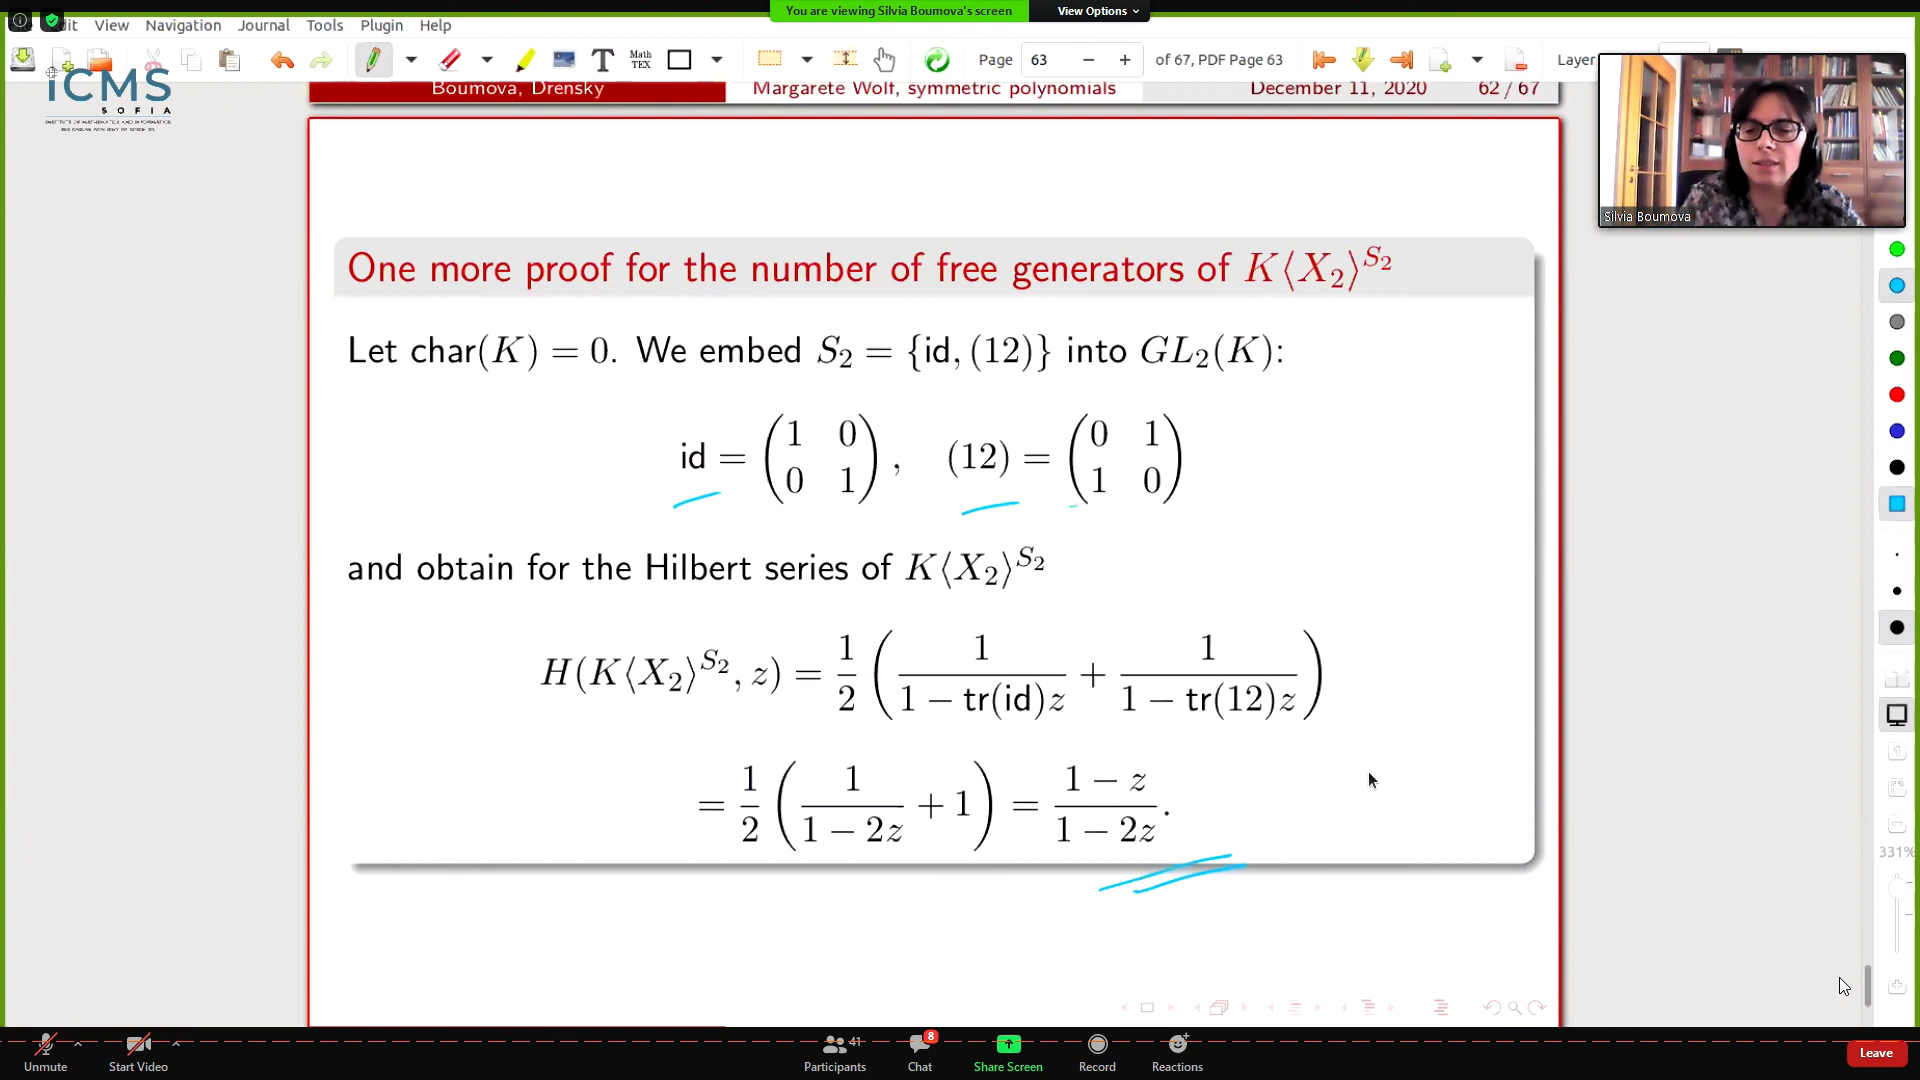 You are viewing Silvia Boumova's screen View Options
View Navigation Journal Tools Plugin Help
Math TEX Page 63 of 67, PDF Page 63 Layer
iCMS
SOFIA
Boumova, Drensky Margarete Wolf, symmetric polynomials December 11, 2020 62 / 67
Silvia Boumova
One more proof for the number of free generators of K⟨X₂⟩^{S₂}
Let char(K) = 0. We embed S₂ = {id, (12)} into GL₂(K):
id = (1 0; 0 1), (12) = (0 1; 1 0)
and obtain for the Hilbert series of K⟨X₂⟩^{S₂}
H(K⟨X₂⟩^{S₂}, z) = 1/2 (1/(1 − tr(id)z) + 1/(1 − tr(12)z))
= 1/2 (1/(1 − 2z) + 1) = (1 − z)/(1 − 2z).
331%
41 8
Unmute Start Video Participants Chat Share Screen Record Reactions Leave